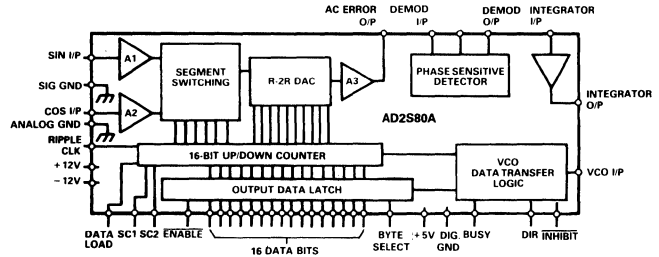 AC ERROR O/P
DEMOD I/P
DEMOD O/P
INTEGRATOR I/P
SIN I/P
A1
SEGMENT SWITCHING
R-2R DAC
A3
PHASE SENSITIVE DETECTOR
SIG GND
INTEGRATOR O/P
COS I/P
A2
AD2S80A
ANALOG GND
RIPPLE CLK
16-BIT UP/DOWN COUNTER
VCO DATA TRANSFER LOGIC
VCO I/P
+12V
-12V
OUTPUT DATA LATCH
DATA LOAD
SC1
SC2
ENABLE
16 DATA BITS
BYTE SELECT
+5V
DIG. GND
BUSY
DIR
INHIBIT